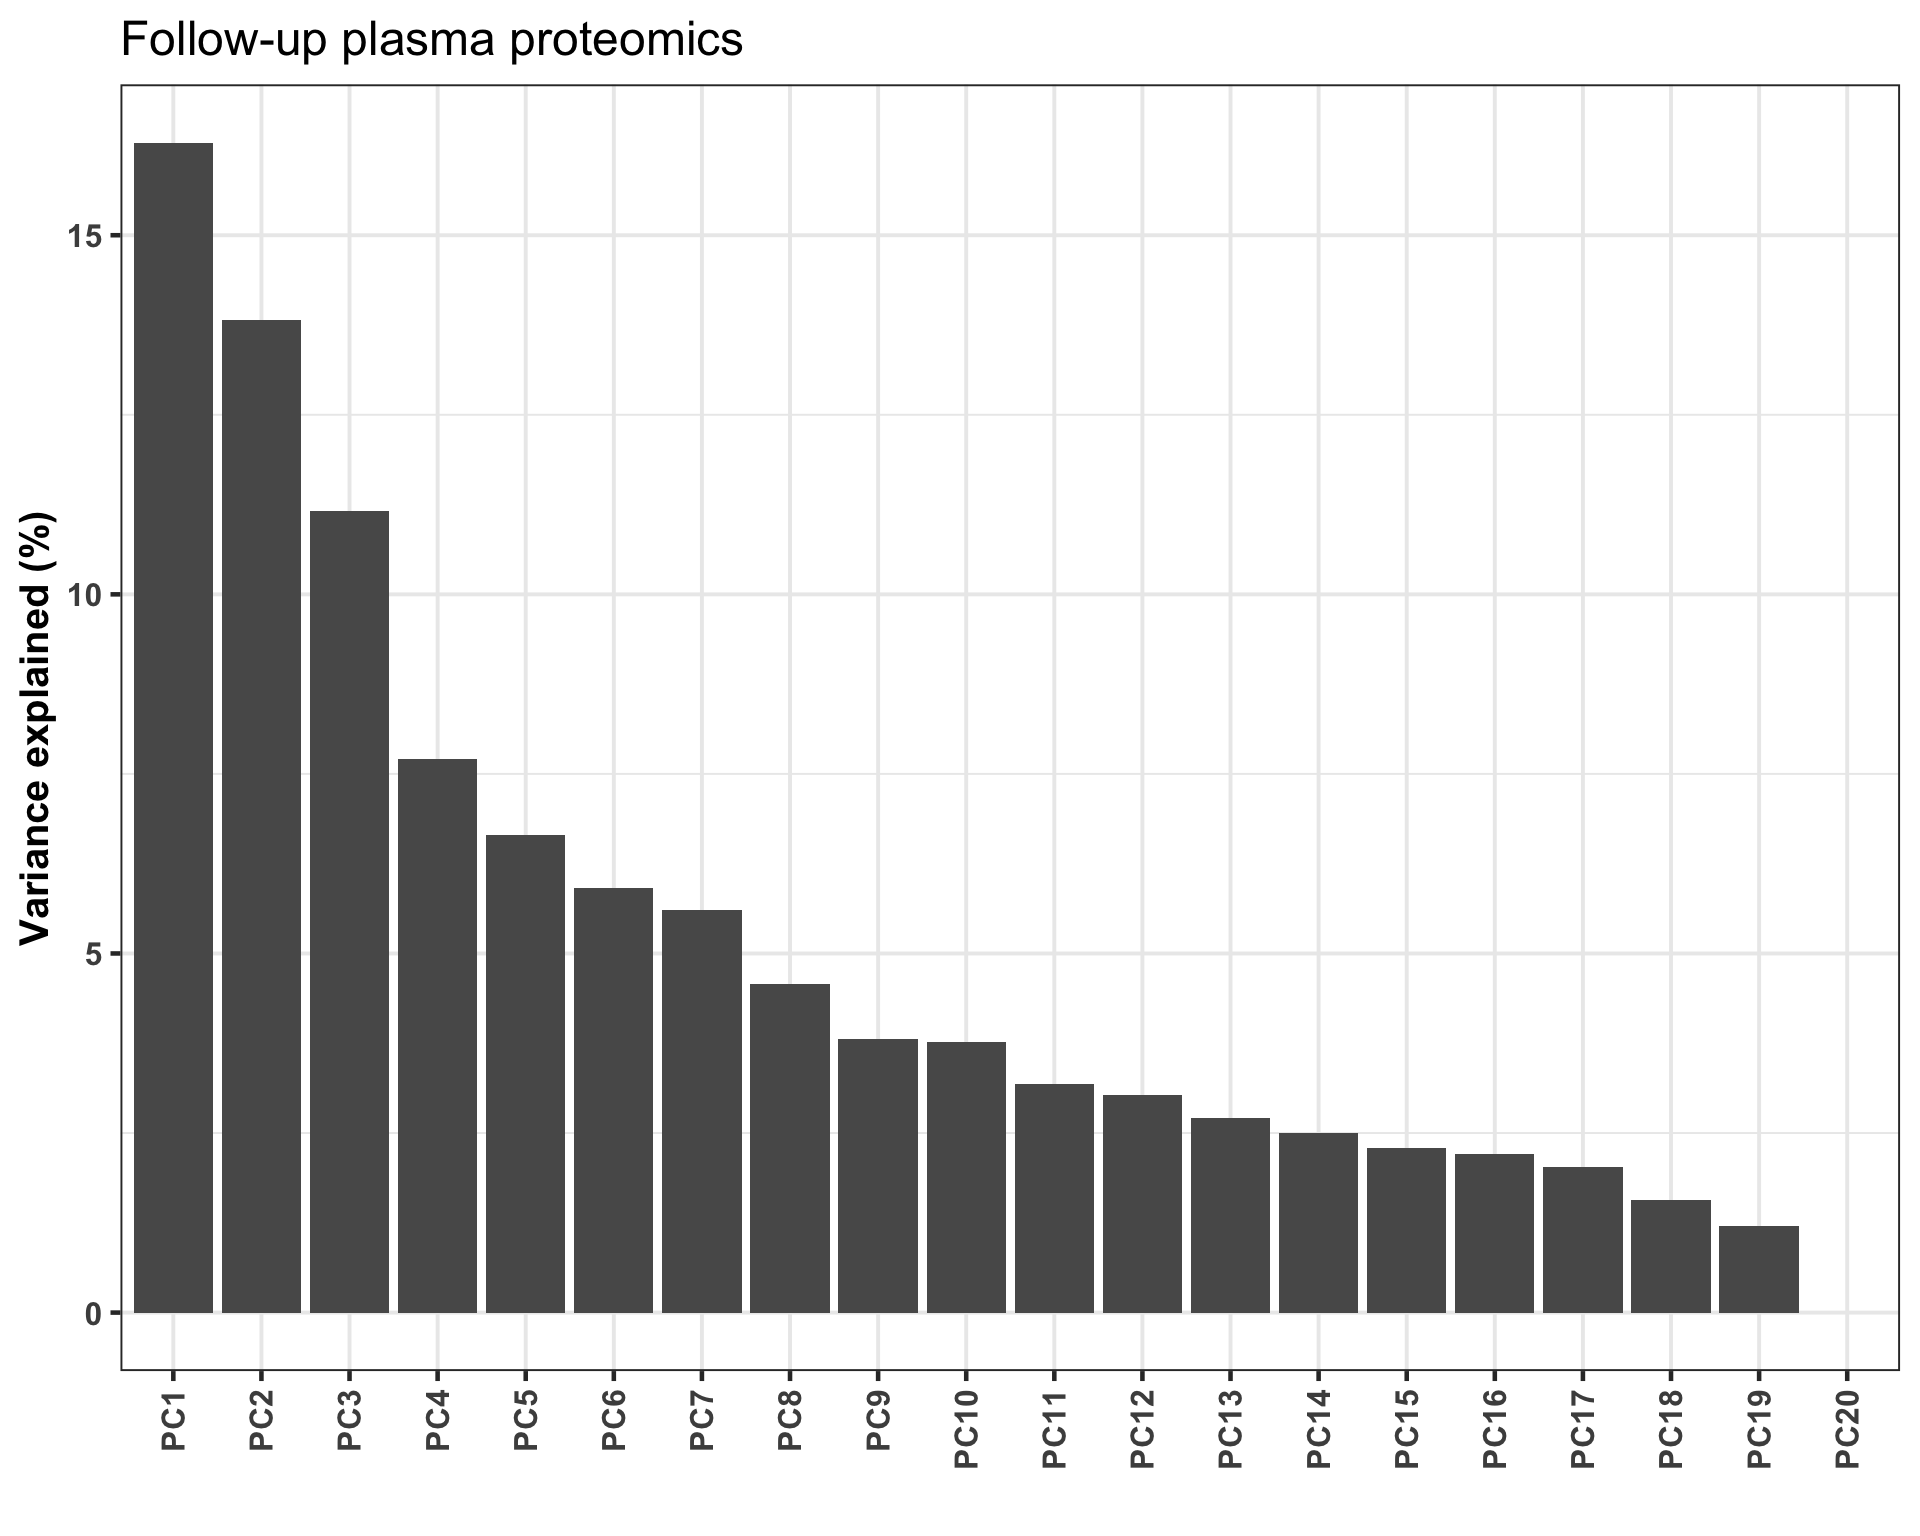 Follow-up plasma proteomics
Variance explained (%)
15
10
5
0
PC1
PC2
PC3
PC4
PC5
PC6
PC7
PC8
PC9
PC10
PC11
PC12
PC13
PC14
PC15
PC16
PC17
PC18
PC19
PC20